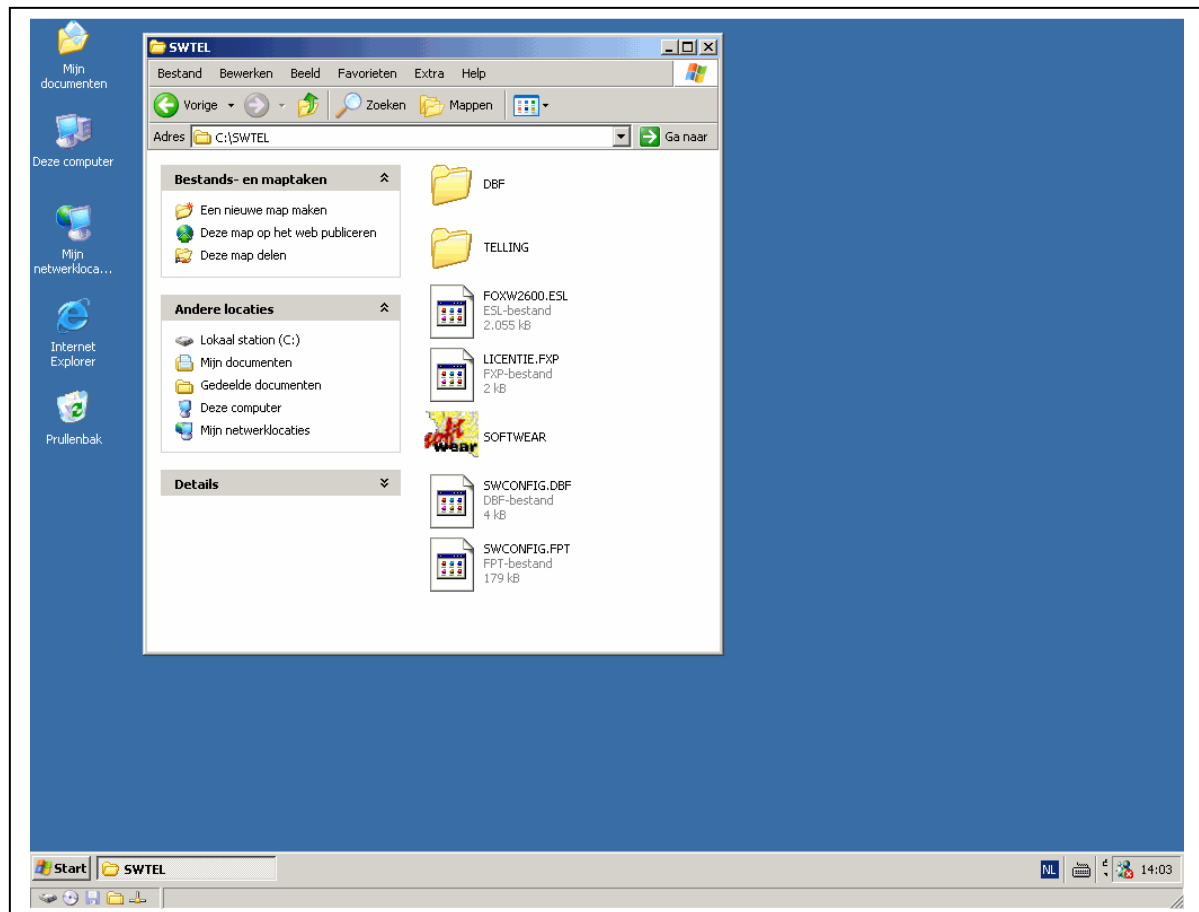 Mijn
documenten
Deze computer
Mijn
netwerkloca...
Internet
Explorer
Prullenbak
SWTEL
Bestand Bewerken Beeld Favorieten Extra Help
Vorige Zoeken Mappen
Adres C:\SWTEL Ga naar
Bestands- en maptaken
Een nieuwe map maken
Deze map op het web publiceren
Deze map delen
Andere locaties
Lokaal station (C:)
Mijn documenten
Gedeelde documenten
Deze computer
Mijn netwerklocaties
Details
DBF
TELLING
FOXW2600.ESL
ESL-bestand
2.055 kB
LICENTIE.FXP
FXP-bestand
2 kB
soft
wear
SOFTWEAR
SWCONFIG.DBF
DBF-bestand
4 kB
SWCONFIG.FPT
FPT-bestand
179 kB
Start SWTEL NL 14:03